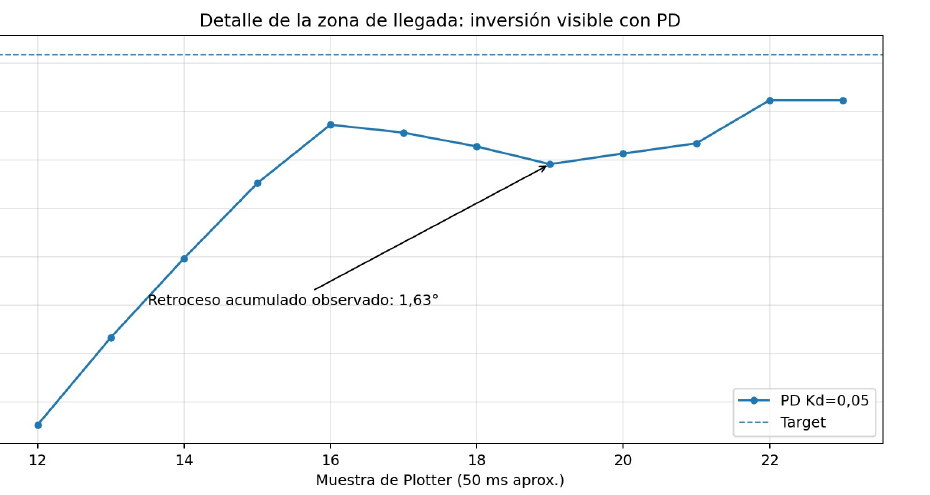 Detalle de la zona de llegada: inversión visible con PD
Retroceso acumulado observado: 1,63°
PD Kd=0,05
Target
12 14 16 18 20 22
Muestra de Plotter (50 ms aprox.)